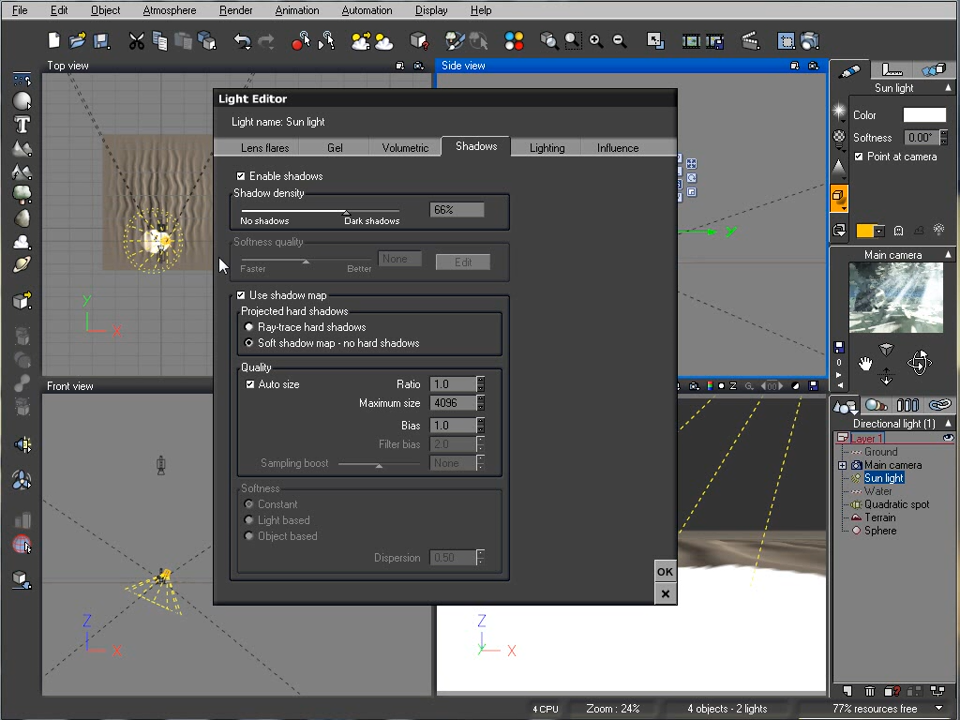 File Edit Object Atmosphere Render Animation Automation Display Help
Top view
Side view
Light Editor
Light name: Sun light
Lens flares Gel Volumetric Shadows Lighting Influence
Enable shadows
Shadow density
66%
No shadows Dark shadows
Softness quality
None Edit
Faster Better
Use shadow map
Projected hard shadows
Ray-trace hard shadows
Soft shadow map - no hard shadows
Quality
Auto size Ratio 1.0
Maximum size 4096
Bias 1.0
Filter bias 2.0
Sampling boost None
Softness
Constant
Light based
Object based
Dispersion 0.50
OK
Sun light
Color
Softness 0.00°
Point at camera
Main camera
0
Directional light (1)
Layer 1
Ground
Main camera
Sun light
Water
Quadratic spot
Terrain
Sphere
y
X
y
Front view
Z
X
Z
X
4 CPU Zoom : 24% 4 objects - 2 lights 77% resources free